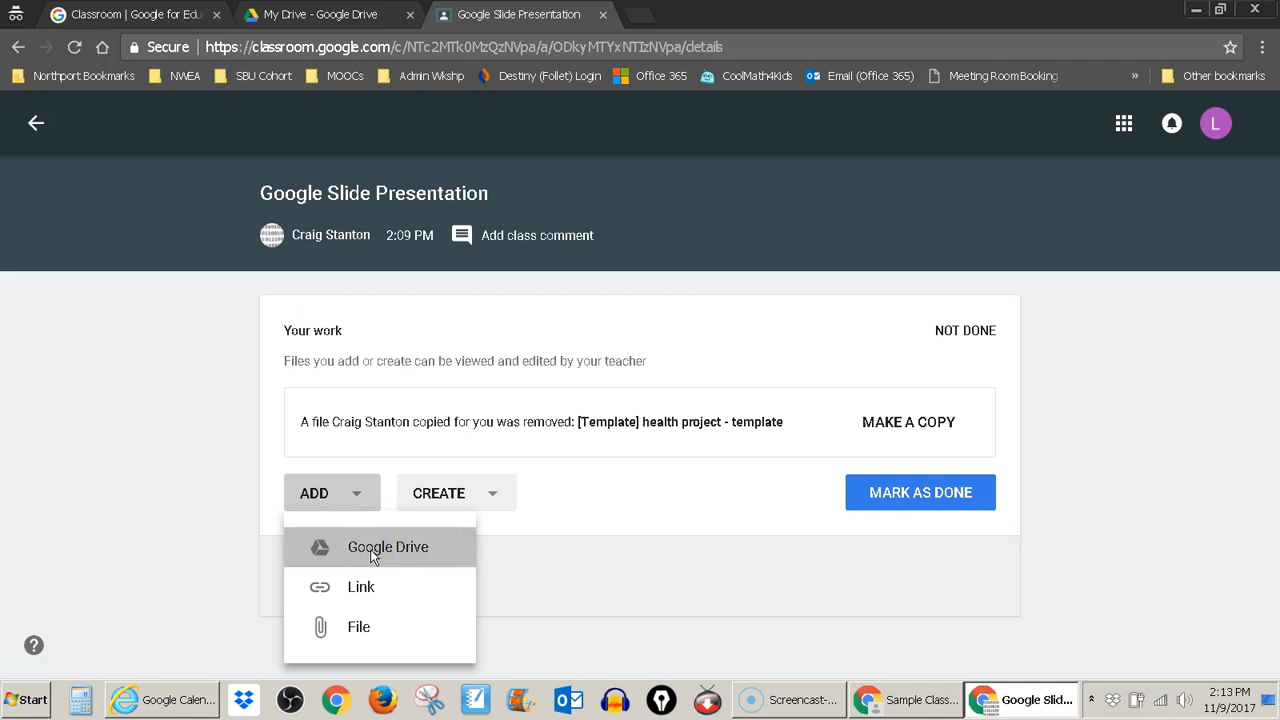 Classroom | Google for Edu
My Drive - Google Drive
Google Slide Presentation
Secure
https://classroom.google.com/c/NTc2MTk0MzQzNVpa/a/ODkyMTYxNTIzNVpa/details
Northport Bookmarks
NWEA
SBU Cohort
MOOCs
Admin Wkshp
Destiny (Follet) Login
Office 365
CoolMath4kids
Email (Office 365)
Meeting RoomBooking
»
Other bookmarks
L
Google Slide Presentation
Craig Stanton 2:09 PM Add class comment
Your work NOT DONE
Files you add or create can be viewed and edited by your teacher
A file Craig Stanton copied for you was removed: [Template] health project - template MAKE A COPY
ADD CREATE MARK AS DONE
Google Drive
Link
File
?
Start
Google Calen...
Screencast-...
Sample Class...
Google Slid...
2:13 PM
11/9/2017